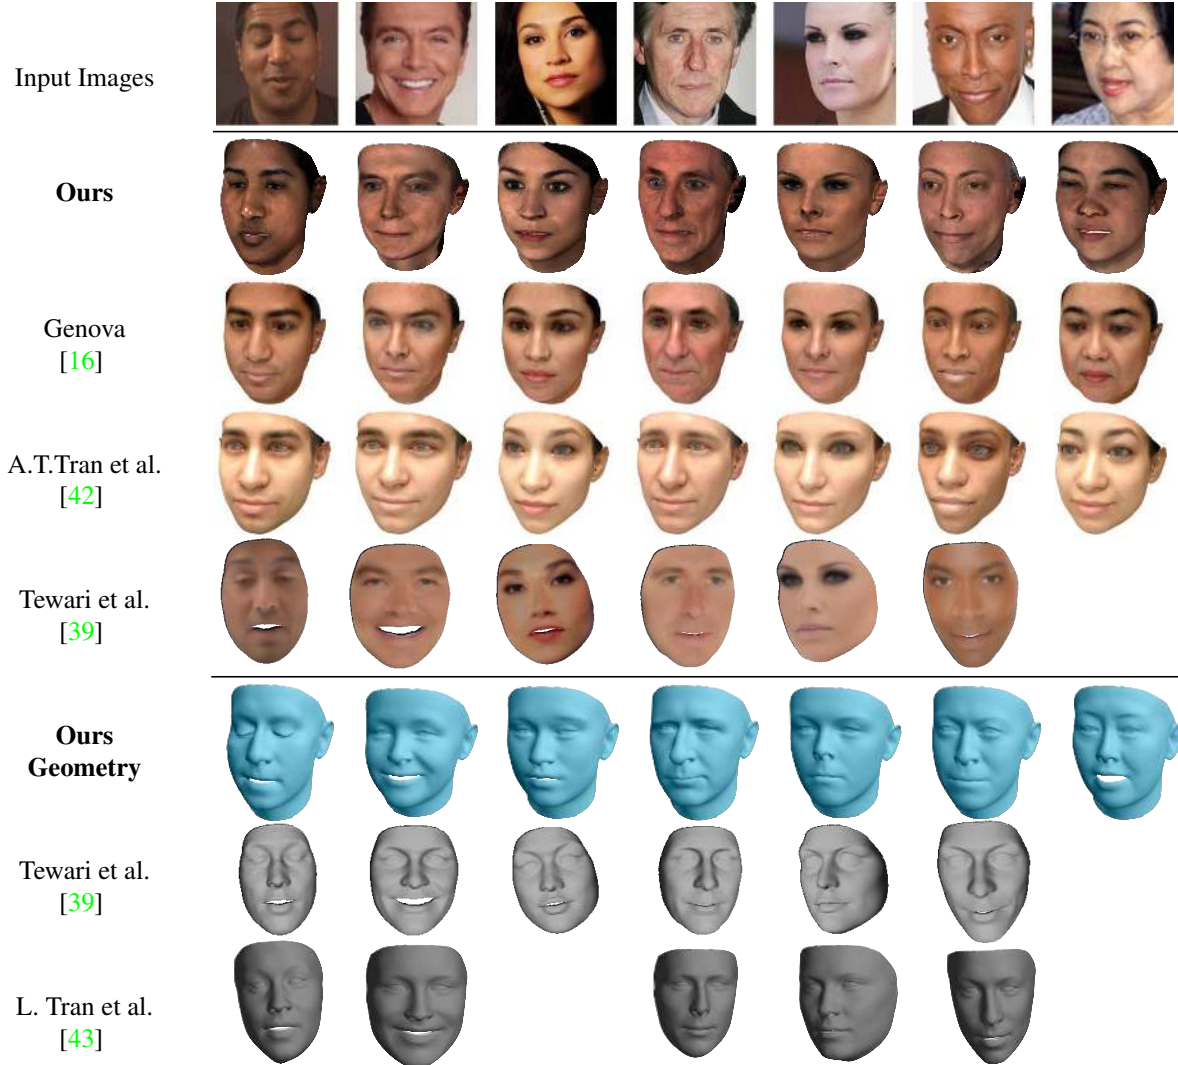 Input Images
Ours
Genova
[16]
A.T.Tran et al.
[42]
Tewari et al.
[39]
Ours
Geometry
Tewari et al.
[39]
L. Tran et al.
[43]